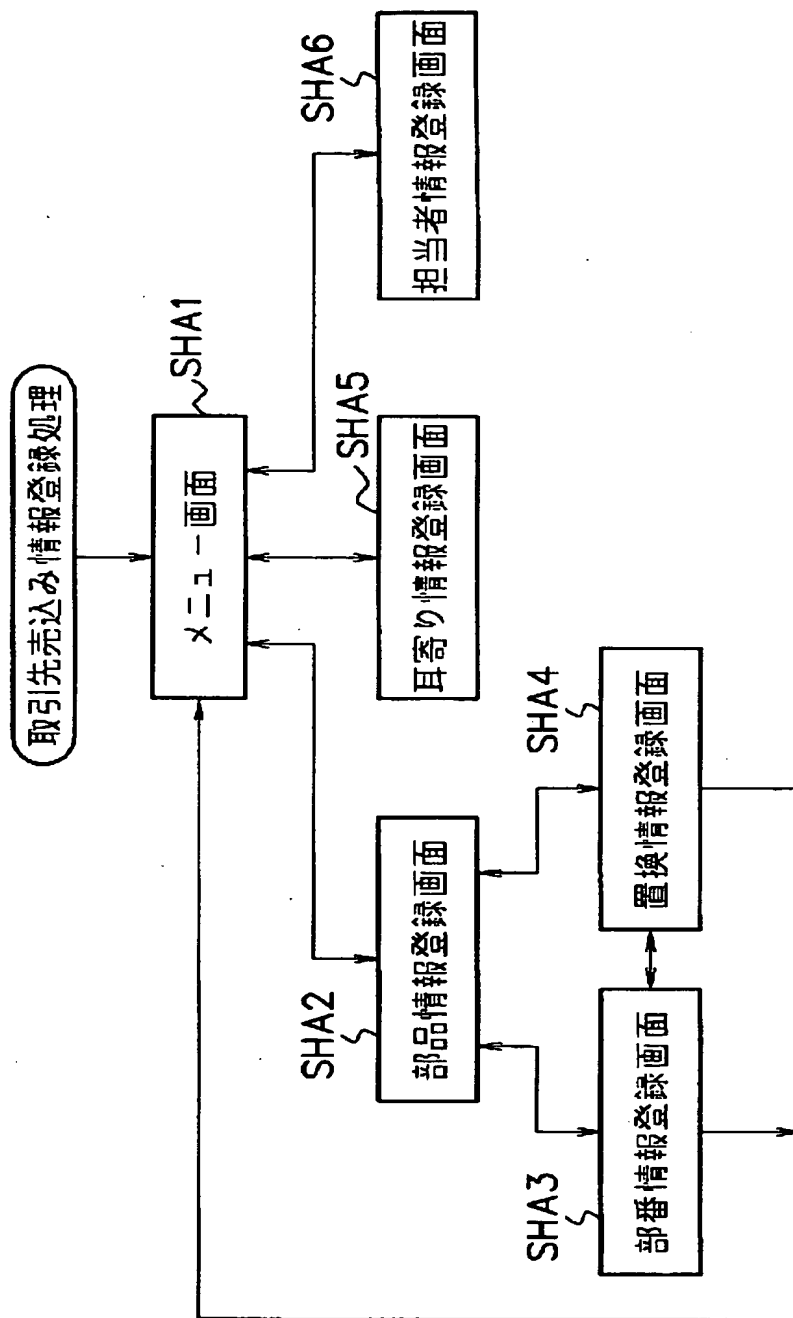 取引先売込み情報登録処理
SHA1
メニュー画面
SHA2
部品情報登録画面
SHA5
耳寄り情報登録画面
SHA6
担当者情報登録画面
SHA3
部番情報登録画面
SHA4
置換情報登録画面